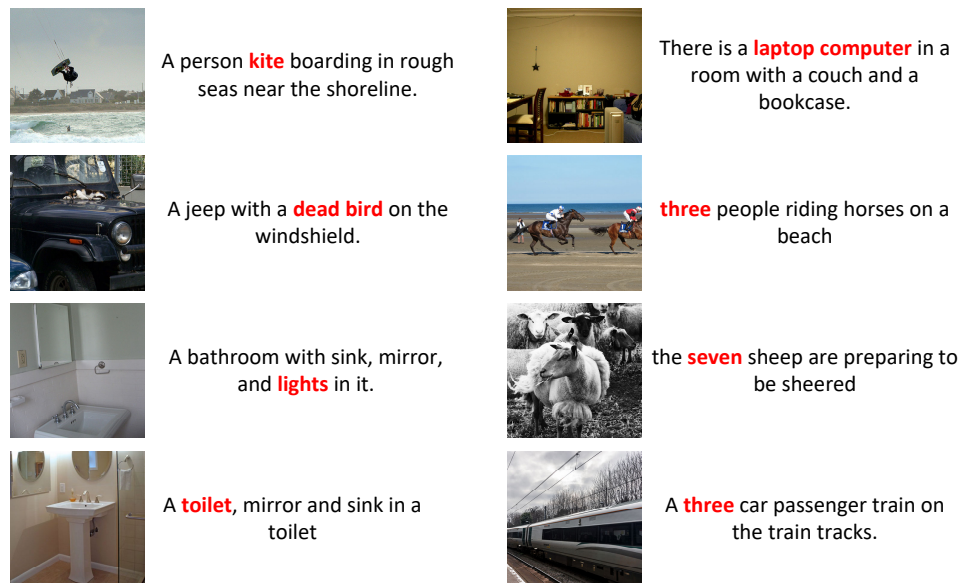 A person kite boarding in rough
seas near the shoreline.
There is a laptop computer in a
room with a couch and a
bookcase.
A jeep with a dead bird on the
windshield.
three people riding horses on a
beach
A bathroom with sink, mirror,
and lights in it.
the seven sheep are preparing to
be sheered
A toilet, mirror and sink in a
toilet
A three car passenger train on
the train tracks.